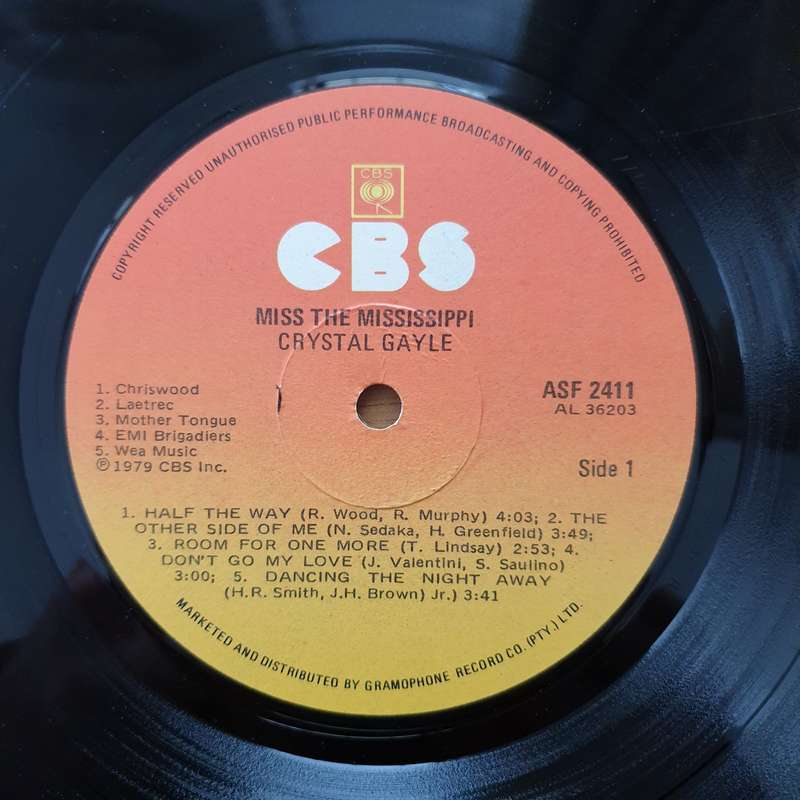 COPYRIGHT RESERVED UNAUTHORISED PUBLIC PERFORMANCE BROADCASTING AND COPYING PROHIBITED
CBS
CBS
MISS THE MISSISSIPPI
CRYSTAL GAYLE
1. Chriswood
2. Laetrec
3. Mother Tongue
4. EMI Brigadiers
5. Wea Music
℗ 1979 CBS Inc.
ASF 2411
AL 36203
Side 1
1. HALF THE WAY (R. Wood, R. Murphy) 4:03; 2. THE
OTHER SIDE OF ME (N. Sedaka, H. Greenfield) 3:49;
3. ROOM FOR ONE MORE (T. Lindsay) 2:53; 4.
DON'T GO MY LOVE (J. Valentini, S. Saulino)
3:00; 5. DANCING THE NIGHT AWAY
(H.R. Smith, J.H. Brown) Jr.) 3:41
MARKETED AND DISTRIBUTED BY GRAMOPHONE RECORD CO. (PTY.) LTD.